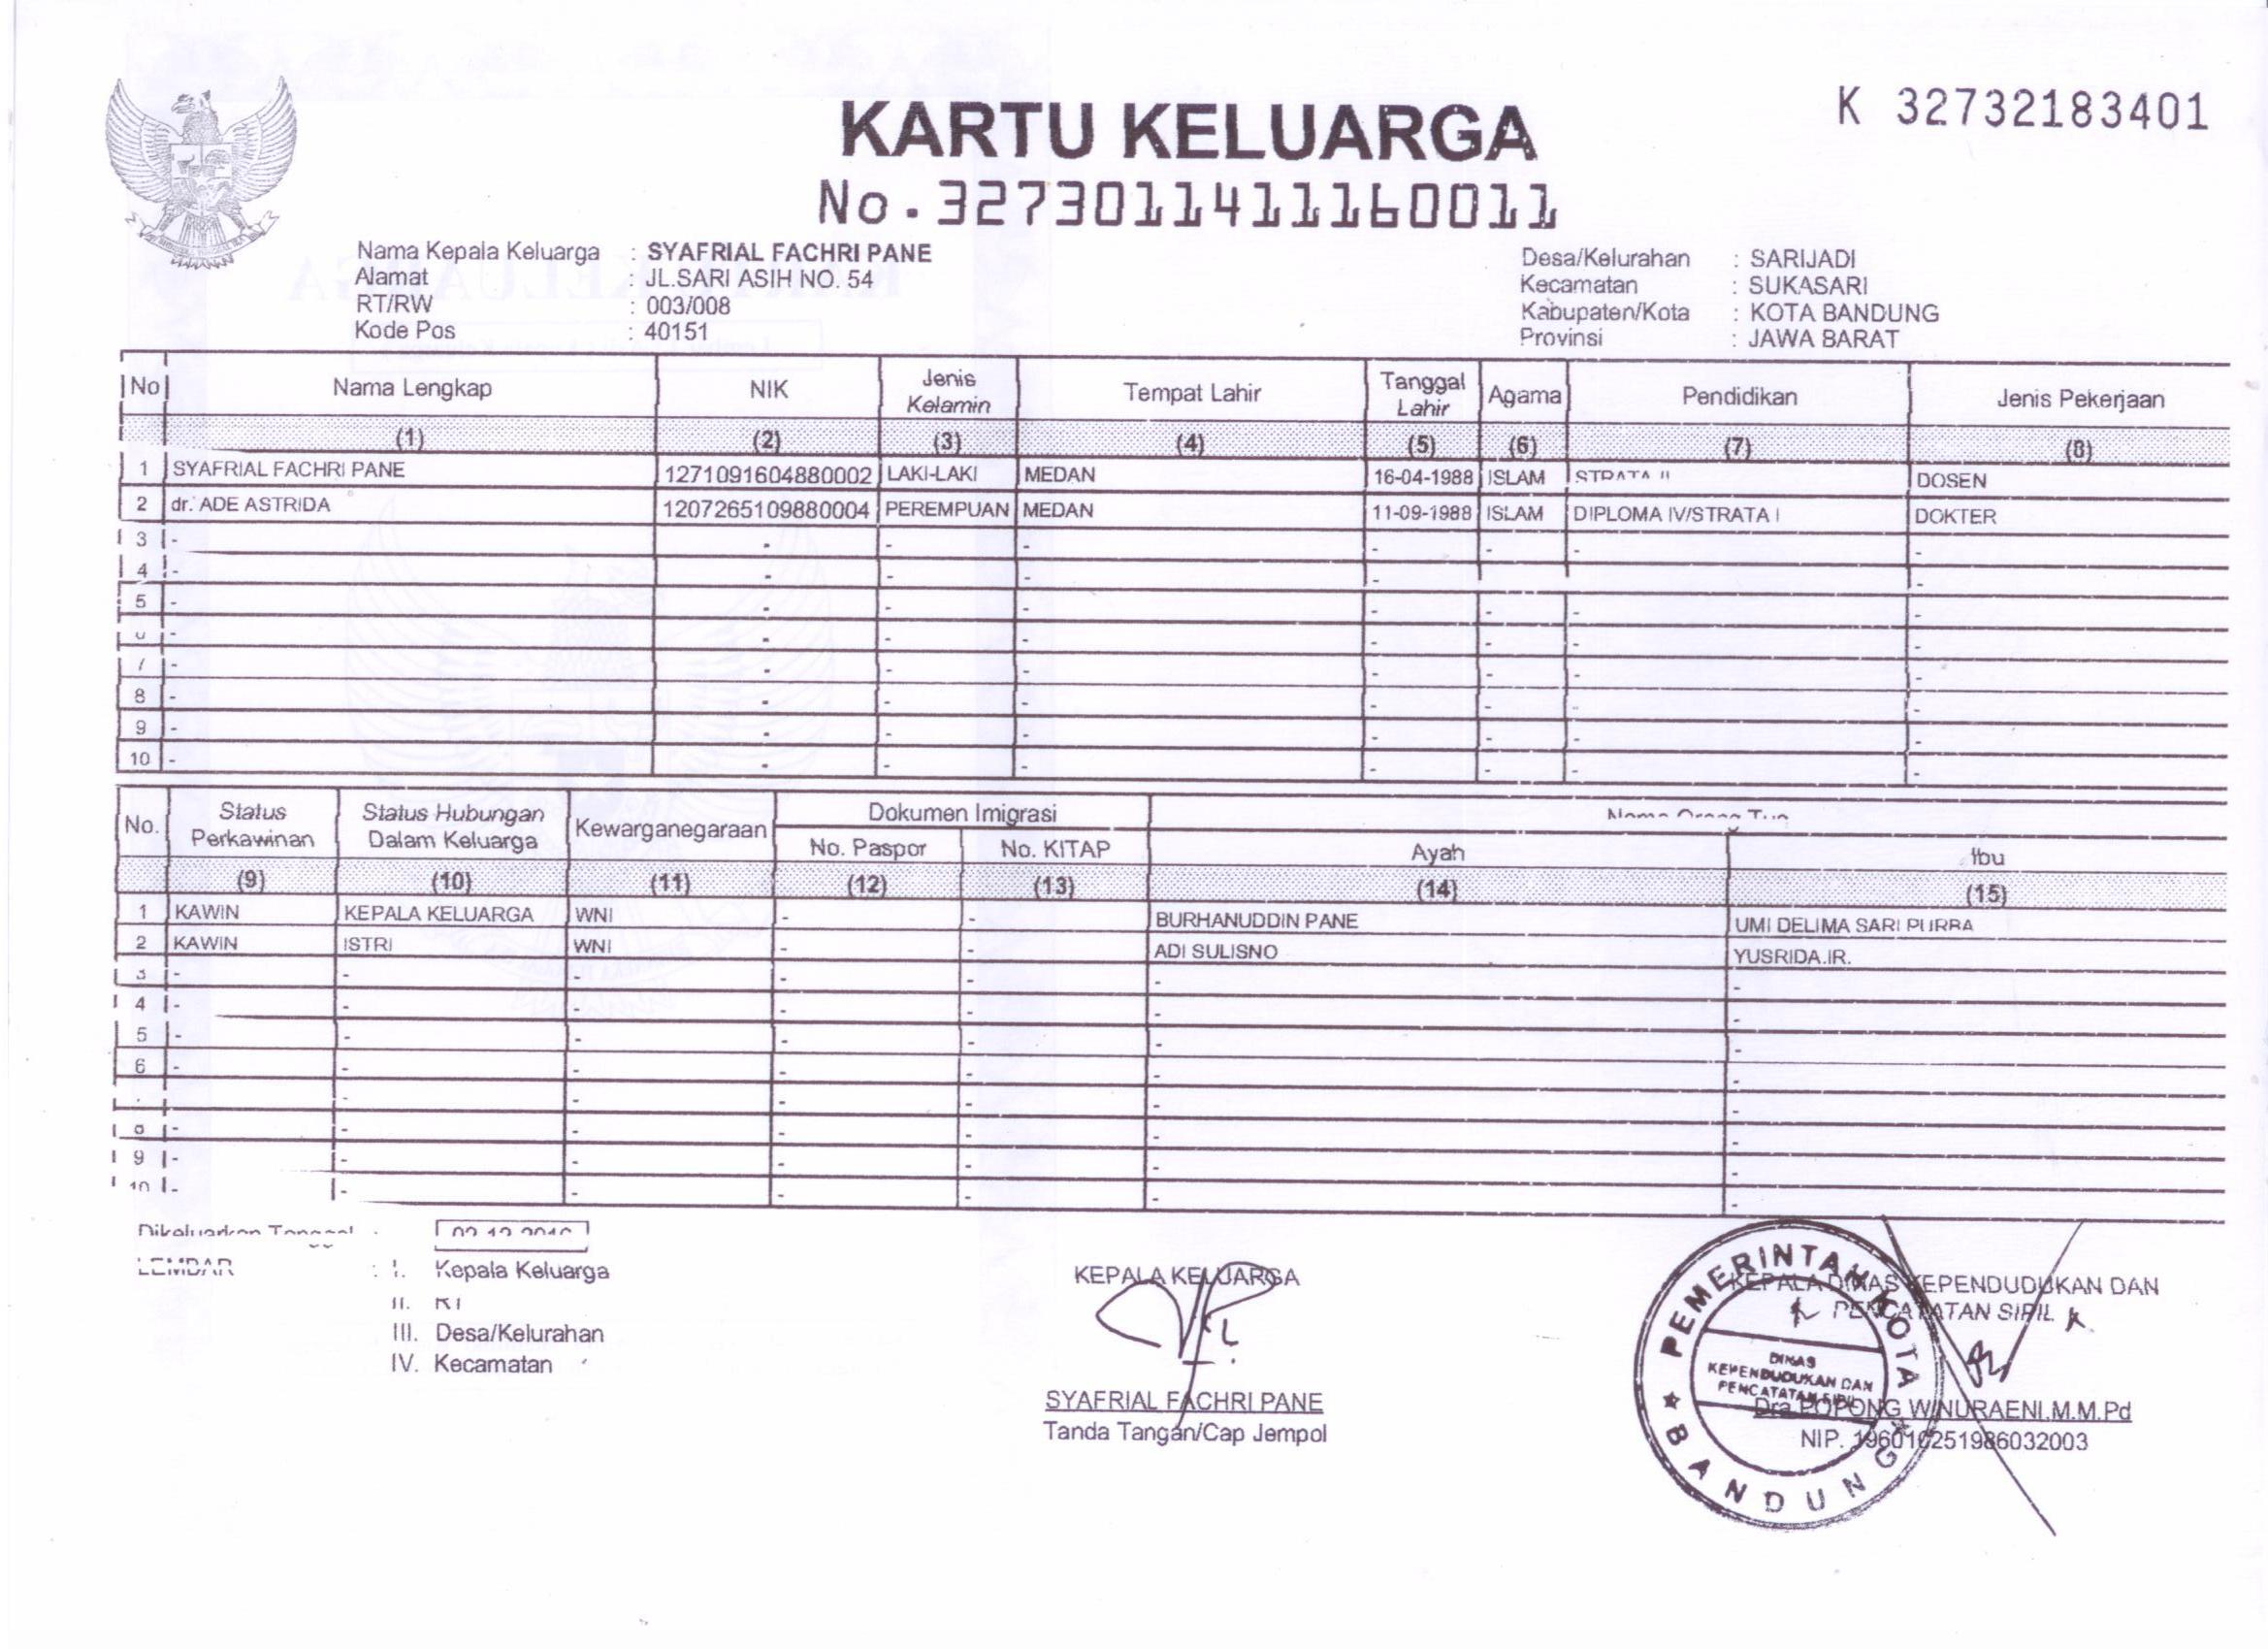 K 32732183401
KARTU KELUARGA
No.3273011411160011
Nama Kepala Keluarga : SYAFRIAL FACHRI PANE
Alamat : JL.SARI ASIH NO. 54
RT/RW : 003/008
Kode Pos : 40151
Desa/Kelurahan : SARIJADI
Kecamatan : SUKASARI
Kabupaten/Kota : KOTA BANDUNG
Provinsi : JAWA BARAT
No Nama Lengkap NIK Jenis Kelamin Tempat Lahir Tanggal Lahir Agama Pendidikan Jenis Pekerjaan
(1) (2) (3) (4) (5) (6) (7) (8)
1 SYAFRIAL FACHRI PANE 1271091604880002 LAKI-LAKI MEDAN 16-04-1988 ISLAM STRATA II DOSEN
2 dr. ADE ASTRIDA 1207265109880004 PEREMPUAN MEDAN 11-09-1988 ISLAM DIPLOMA IV/STRATA I DOKTER
3 - - - - - - - -
4 - - - - -
5 - - - - - - - -
- - - - - - - -
7 - - - - - - - -
8 - - - - - - - -
9 - - - - - - - -
10 - - - - - - - -
No. Status Perkawinan Status Hubungan Dalam Keluarga Kewarganegaraan Dokumen Imigrasi Nama Orang Tua
No. Paspor No. KITAP Ayah Ibu
(9) (10) (11) (12) (13) (14) (15)
1 KAWIN KEPALA KELUARGA WNI - - BURHANUDDIN PANE UMI DELIMA SARI PURBA
2 KAWIN ISTRI WNI - - ADI SULISNO YUSRIDA.IR.
3 - - - - - - -
4 - - - - - - -
5 - - - - - - -
6 - - - - - - -
- - - - - -
8 - - - - - - -
9 - - - - - - -
10 - - - - - - -
Dikeluarkan Tanggal : 02-12-2016
LEMBAR : I. Kepala Keluarga
II. RT
III. Desa/Kelurahan
IV. Kecamatan
KEPALA KELUARGA
SYAFRIAL FACHRI PANE
Tanda Tangan/Cap Jempol
KEPALA DINAS KEPENDUDUKAN DAN
PENCATATAN SIPIL
Dra.POPONG W.NURAENI,M.M.Pd
NIP. 196010251986032003
PEMERINTAH KOTA
DINAS
KEPENDUDUKAN DAN
PENCATATAN SIPIL
BANDUNG